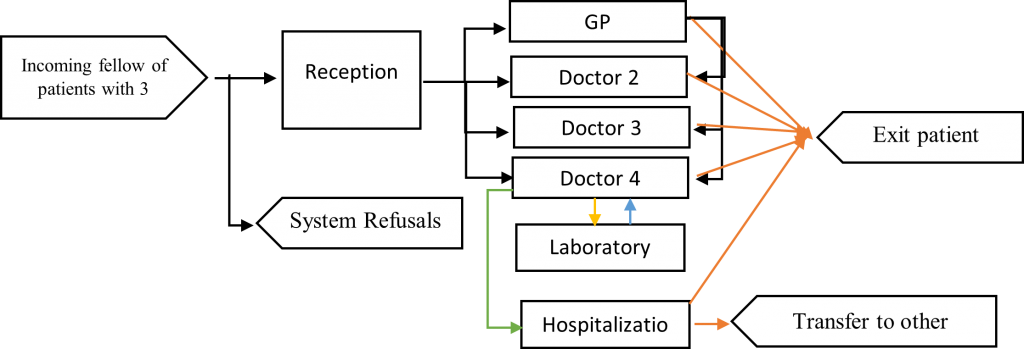 Incoming fellow of
patients with 3
Reception
System Refusals
GP
Doctor 2
Doctor 3
Doctor 4
Laboratory
Hospitalizatio
Exit patient
Transfer to other